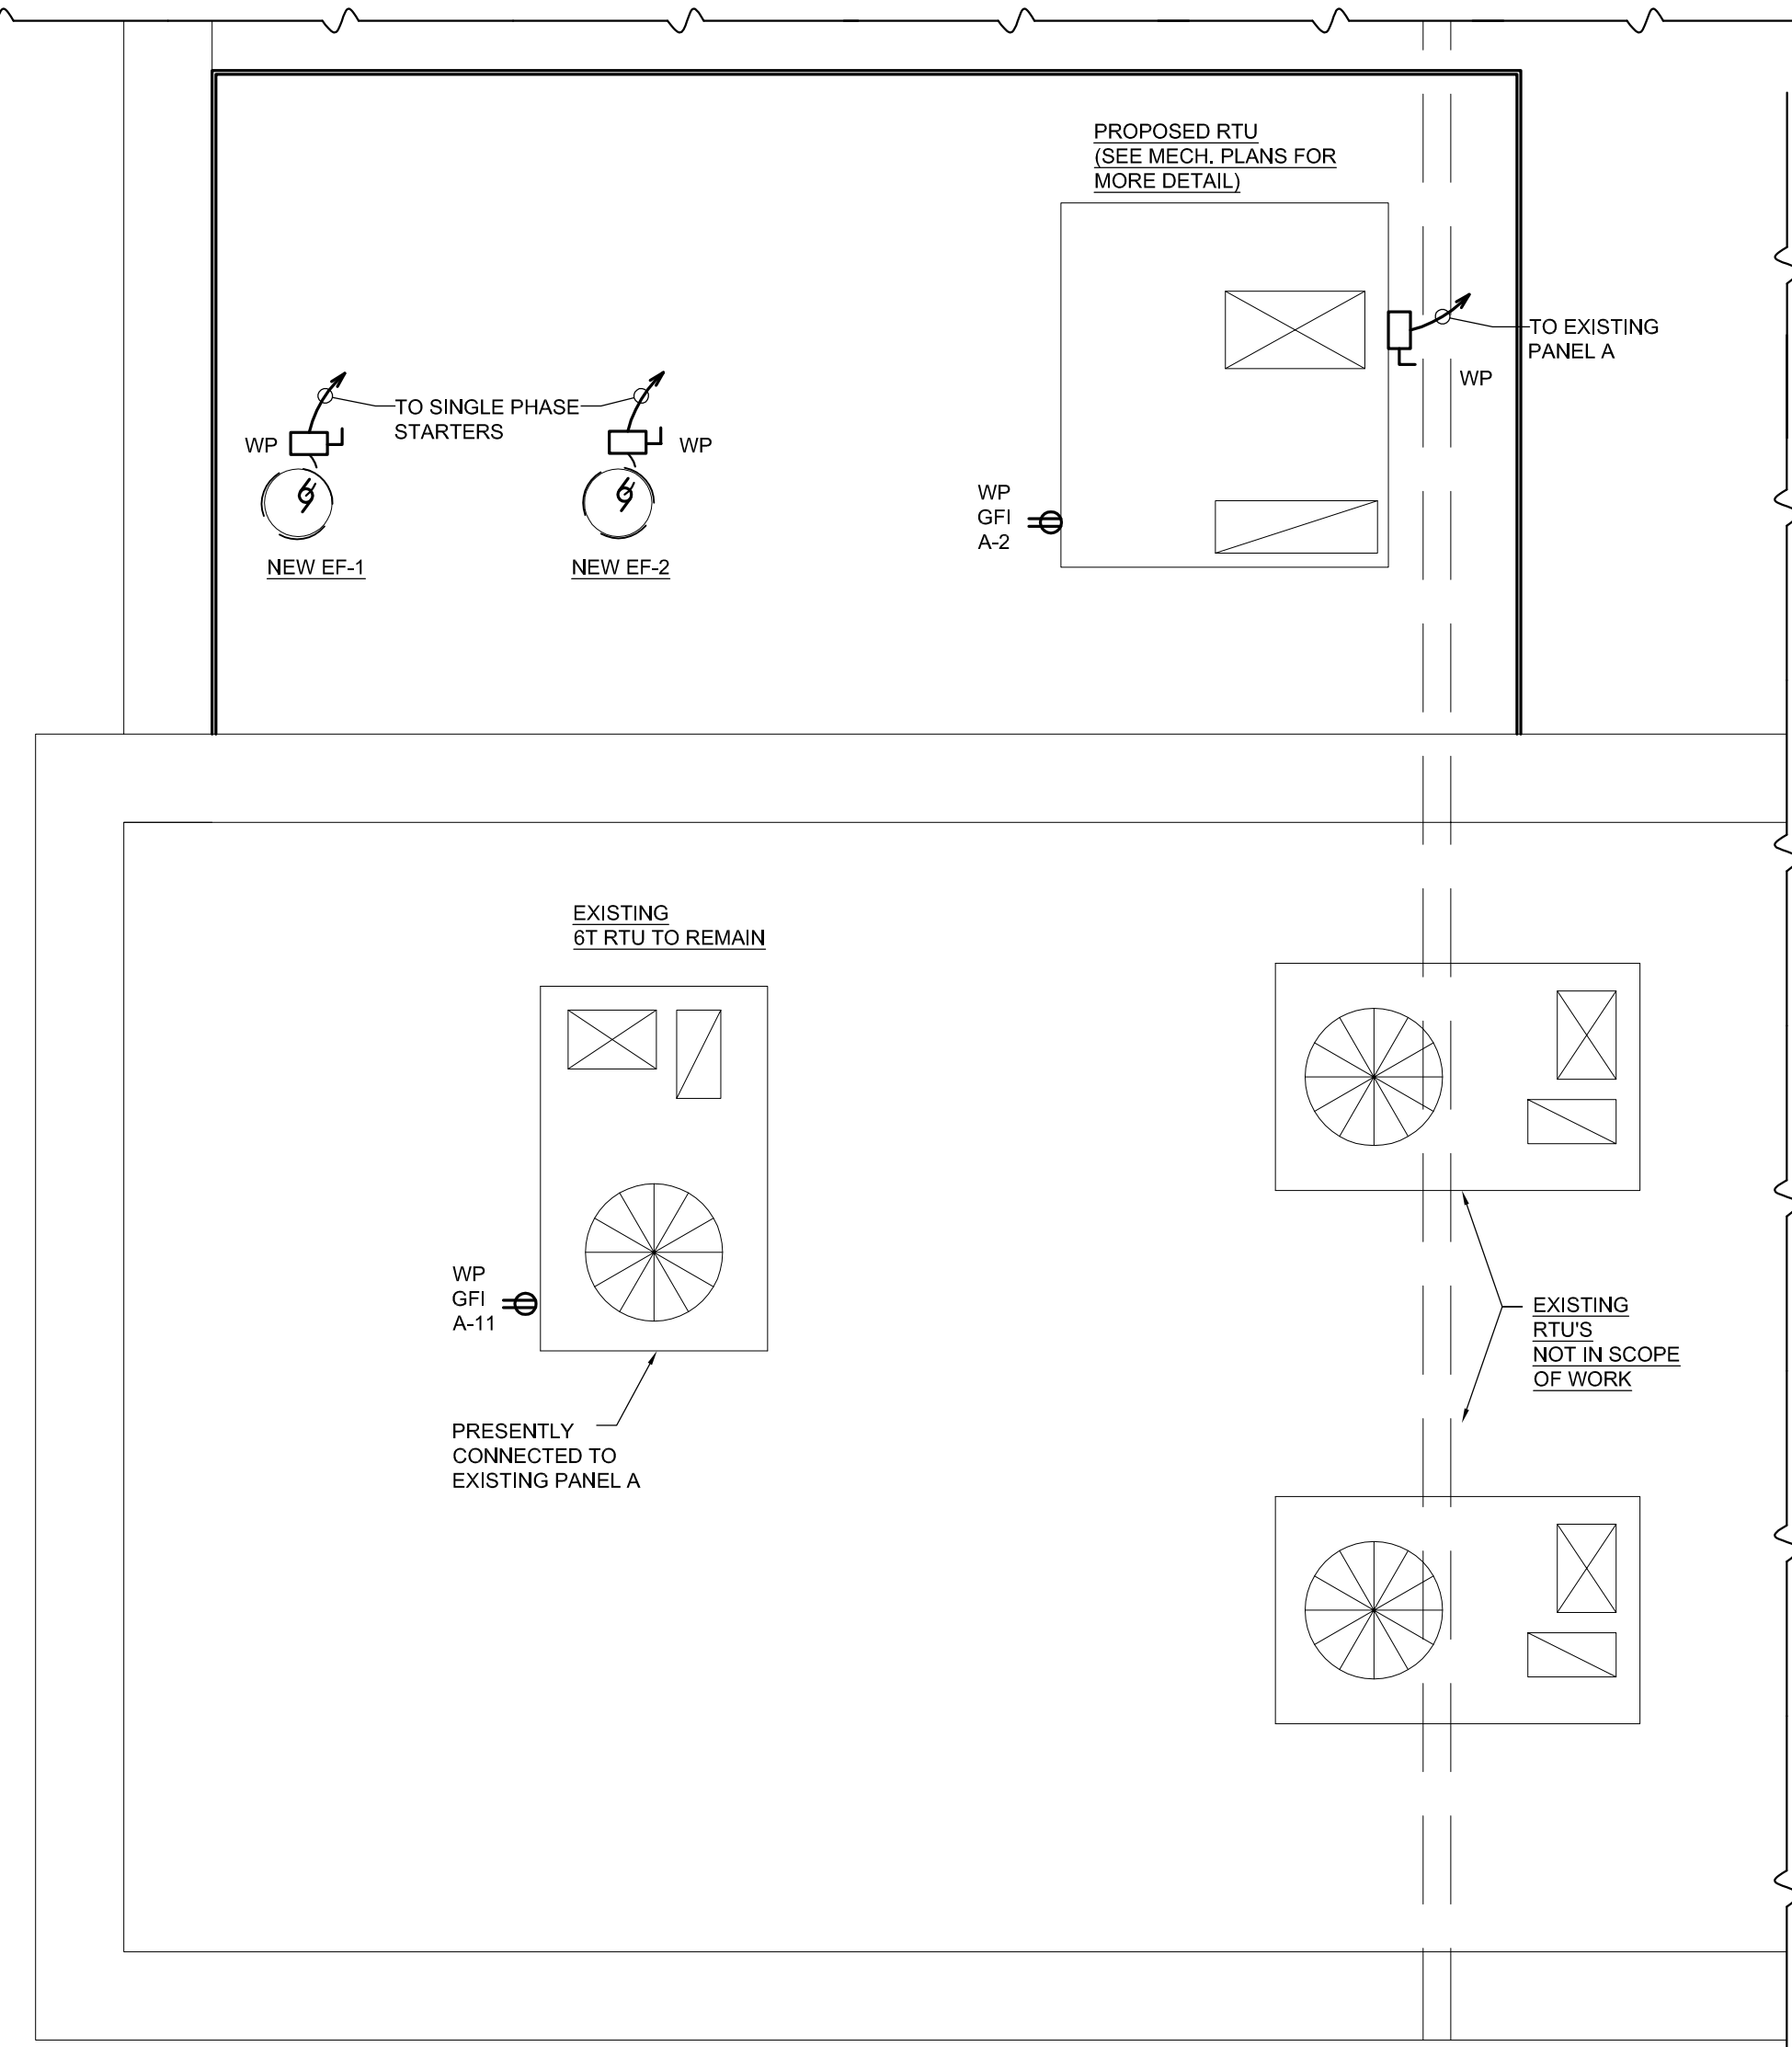 PROPOSED RTU
(SEE MECH. PLANS FOR
MORE DETAIL)
TO EXISTING
PANEL A
WP
TO SINGLE PHASE
STARTERS
WP
WP
NEW EF-1
NEW EF-2
WP
GFI
A-2
EXISTING
6T RTU TO REMAIN
WP
GFI
A-11
PRESENTLY
CONNECTED TO
EXISTING PANEL A
EXISTING
RTU'S
NOT IN SCOPE
OF WORK